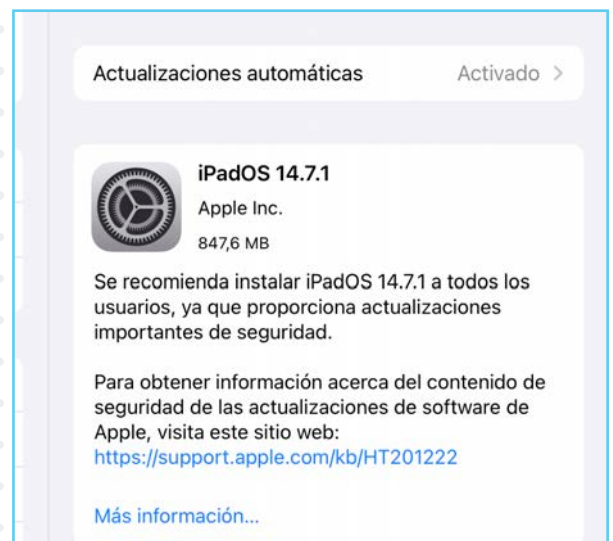 Actualizaciones automáticas Activado >
iPadOS 14.7.1
Apple Inc.
847,6 MB
Se recomienda instalar iPadOS 14.7.1 a todos los
usuarios, ya que proporciona actualizaciones
importantes de seguridad.
Para obtener información acerca del contenido de
seguridad de las actualizaciones de software de
Apple, visita este sitio web:
https://support.apple.com/kb/HT201222
Más información...